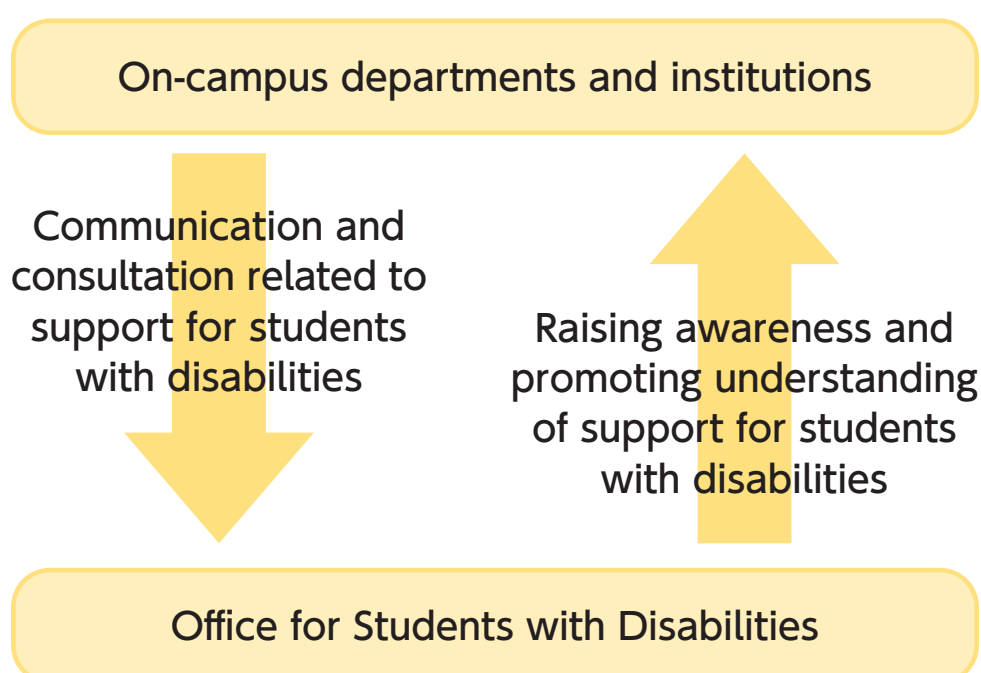 On-campus departments and institutions
Communication and
consultation related to
support for students
with disabilities
Raising awareness and
promoting understanding
of support for students
with disabilities
Office for Students with Disabilities